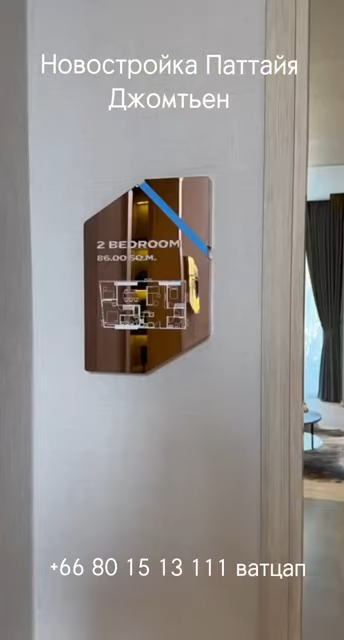 Новостройка Паттайя
Джомтьен
2 BEDROOM
86.00 SQ.M.
+66 80 15 13 111 ватцап